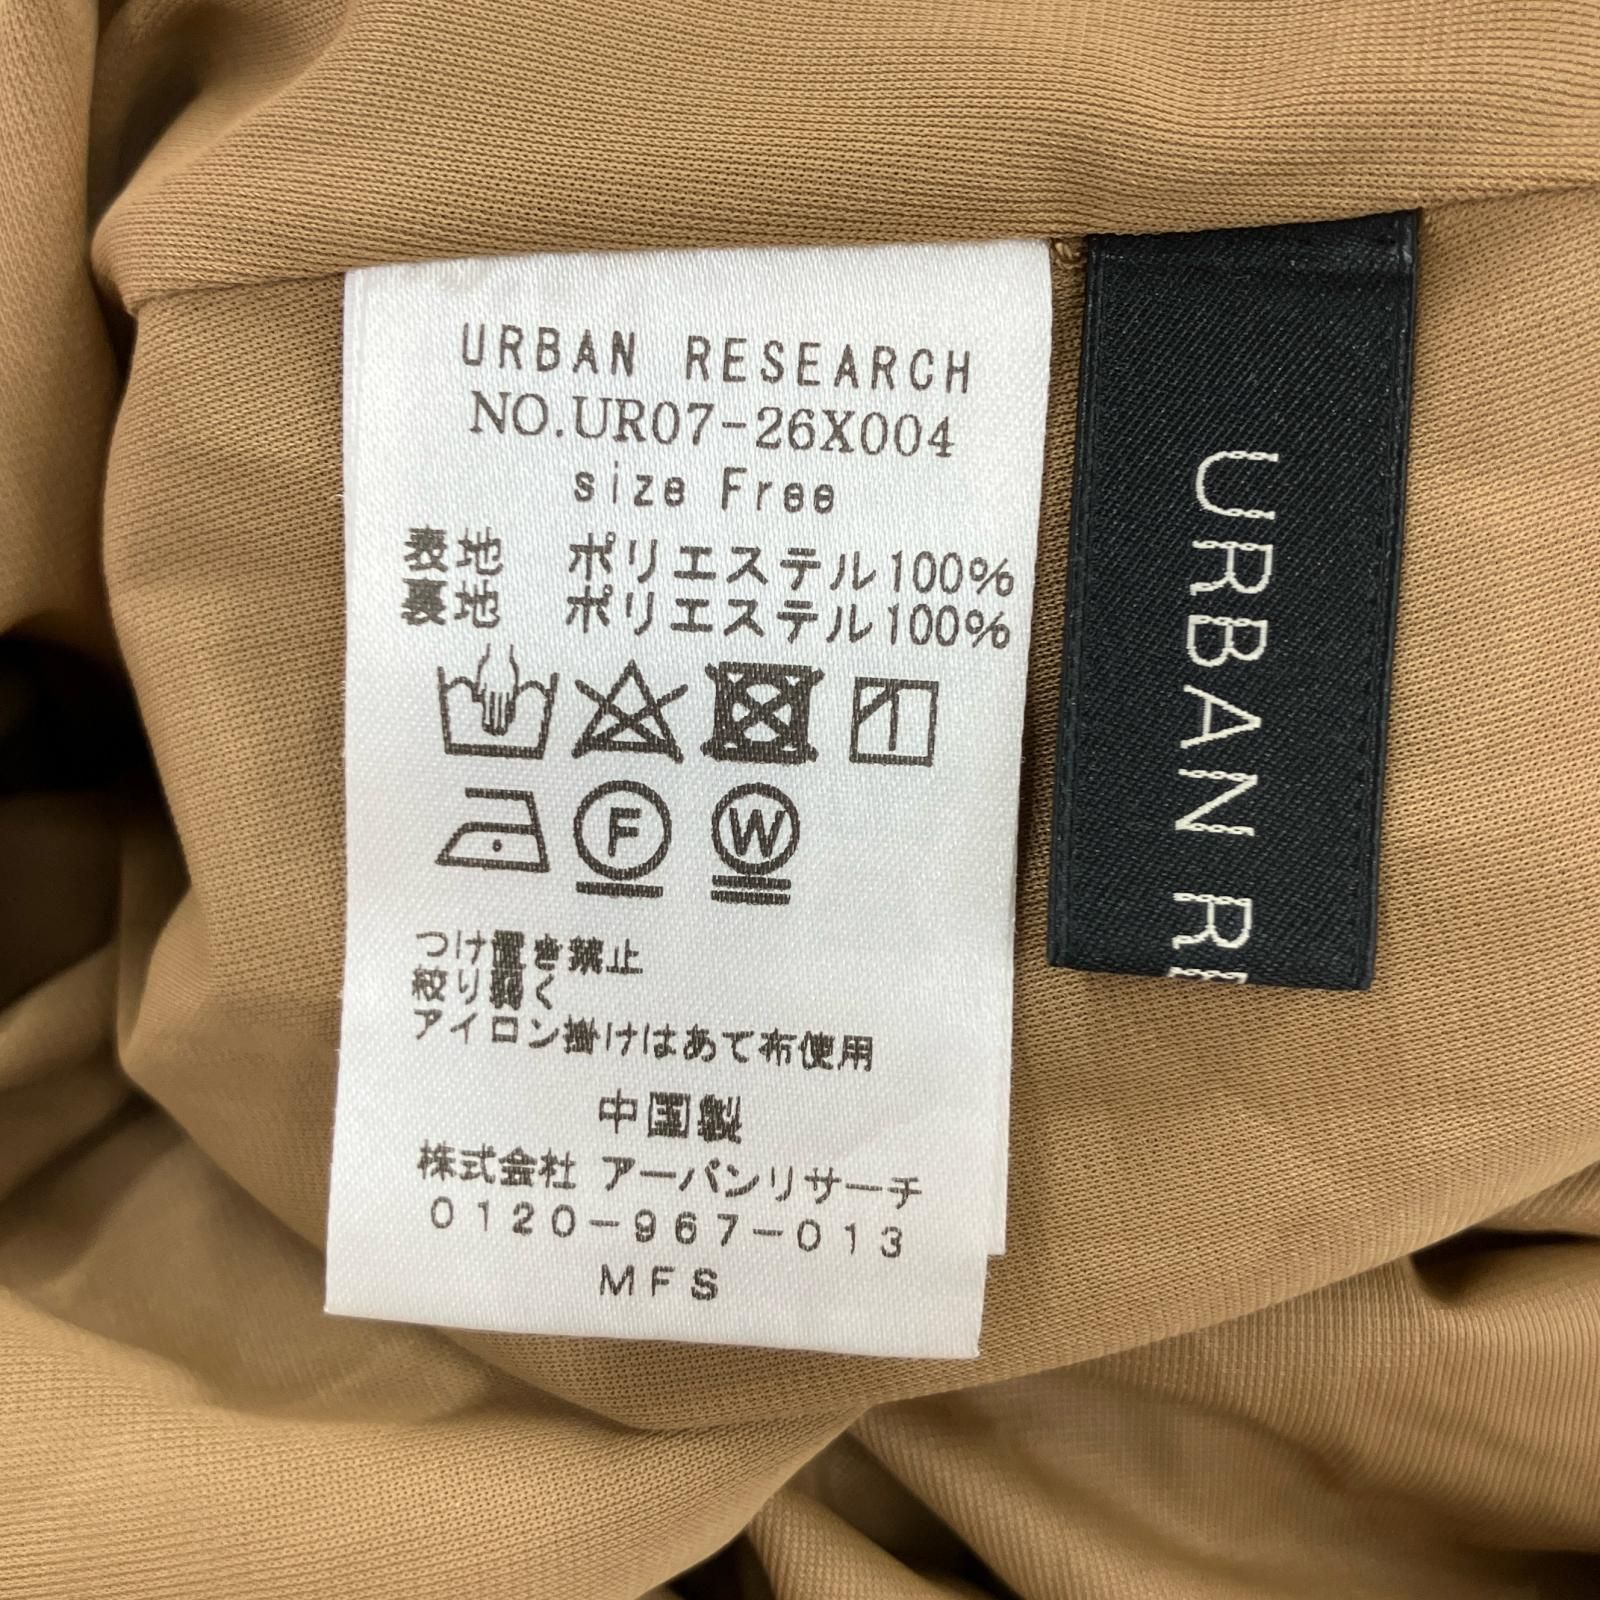 URBAN RESEARCH
NO.UR07-26X004
size Free
表地 ポリエステル100%
裏地 ポリエステル100%
F W
つけ置き禁止
絞り弱く
アイロン掛けはあて布使用
中国製
株式会社 アーバンリサーチ
0120-967-013
MFS
URBAN R